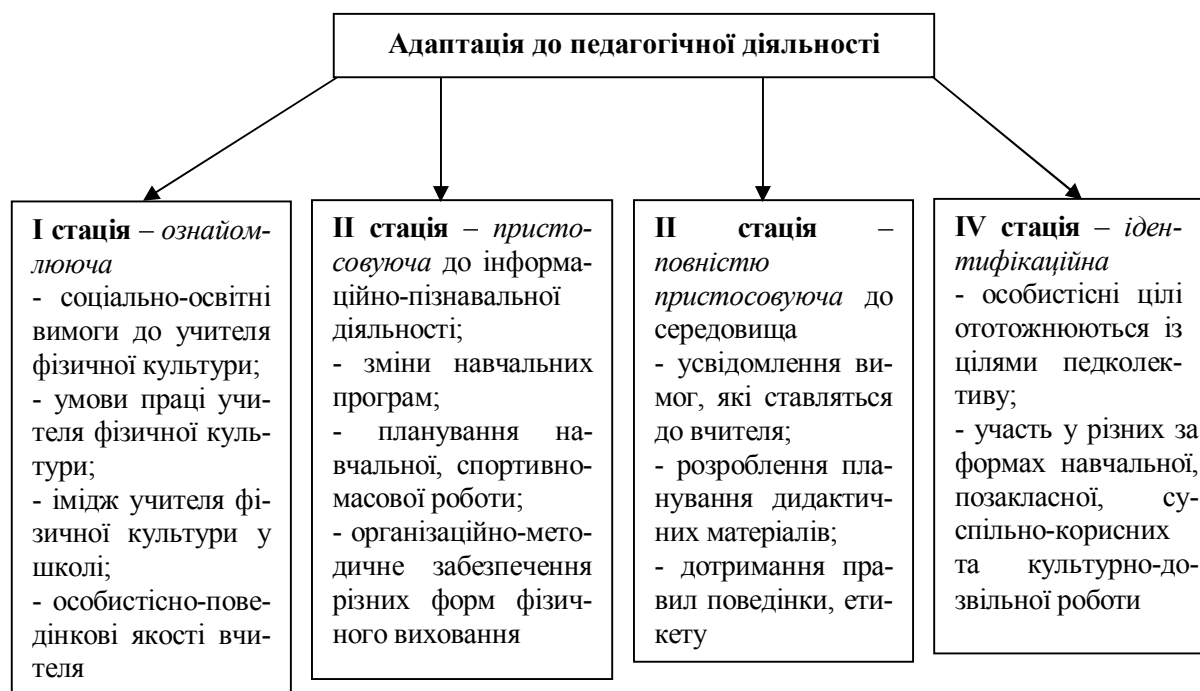 Адаптація до педагогічної діяльності
І стація – ознайом-
лююча
- соціально-освітні
вимоги до учителя
фізичної культури;
- умови праці учи-
теля фізичної куль-
тури;
- імідж учителя фі-
зичної культури у
школі;
- особистісно-пове-
дінкові якості вчи-
теля
ІІ стація – присто-
совуюча до інформа-
ційно-пізнавальної
діяльності;
- зміни навчальних
програм;
- планування на-
вчальної, спортивно-
масової роботи;
- організаційно-мето-
дичне забезпечення
різних форм фізич-
ного виховання
ІІ стація –
повністю
пристосовуюча до
середовища
- усвідомлення ви-
мог, які ставляться
до вчителя;
- розроблення пла-
нування дидактич-
них матеріалів;
- дотримання пра-
вил поведінки, ети-
кету
IV стація – іден-
тифікаційна
- особистісні цілі
ототожнюються із
цілями педколек-
тиву;
- участь у різних за
формах навчальної,
позакласної, су-
спільно-корисних
та культурно-до-
звільної роботи